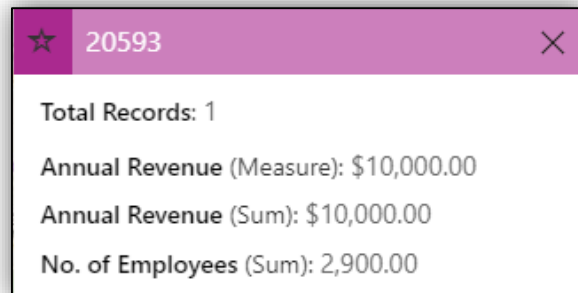 20593
Total Records: 1
Annual Revenue (Measure): $10,000.00
Annual Revenue (Sum): $10,000.00
No. of Employees (Sum): 2,900.00